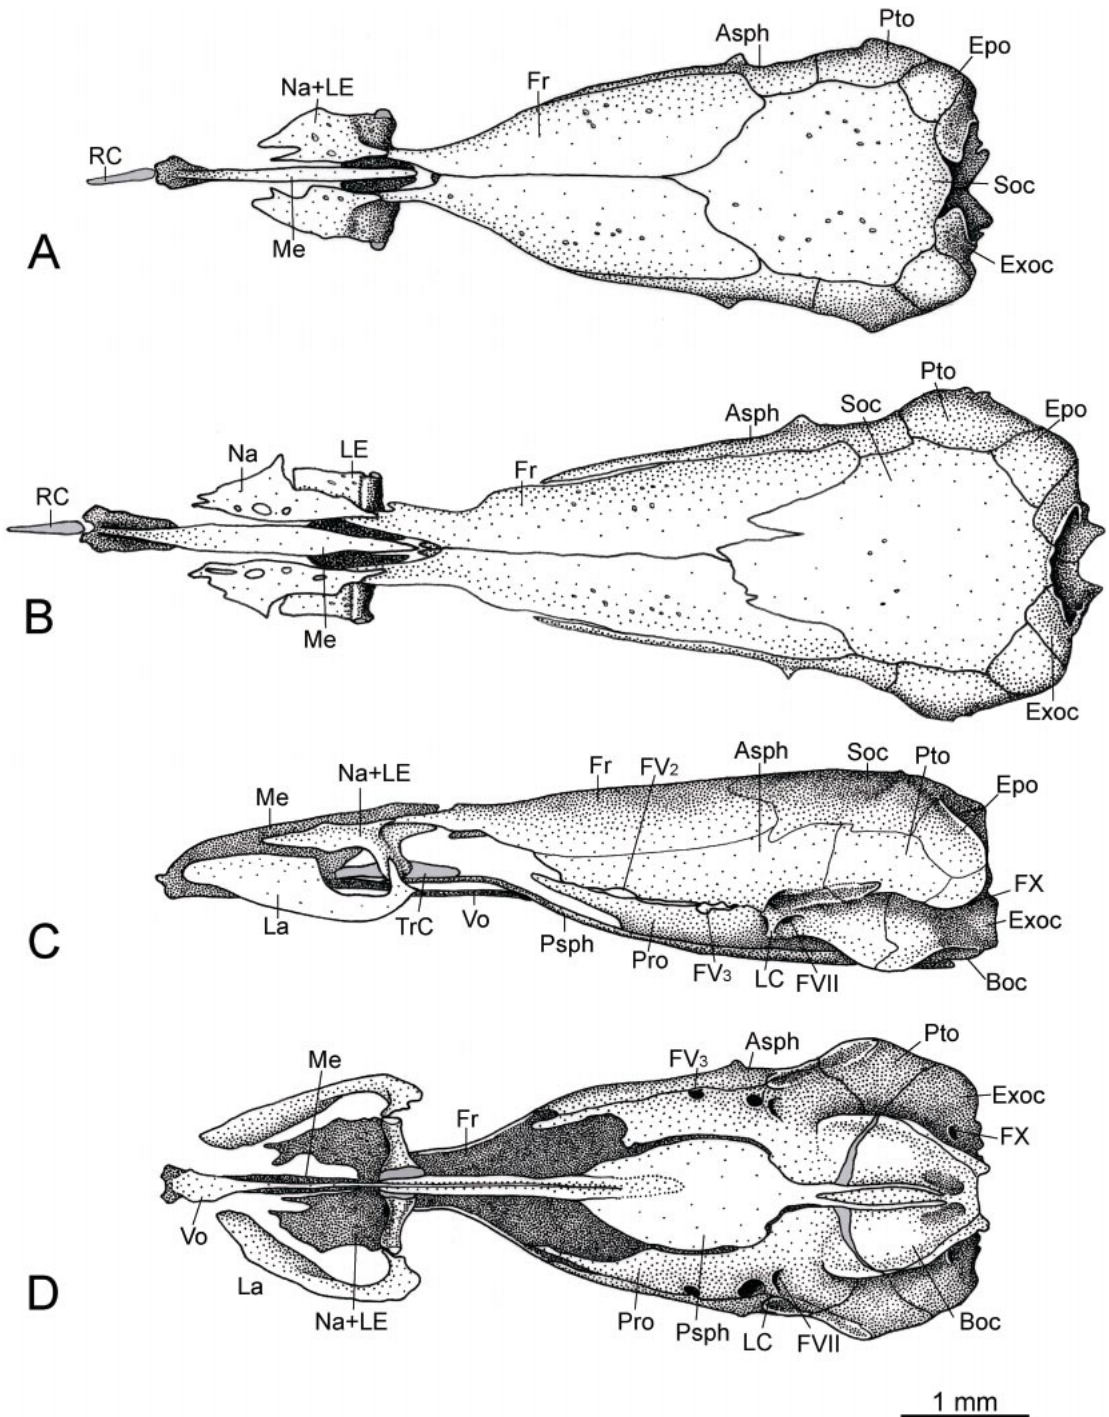 Pto
Asph
Epo
Fr
Na+LE
RC
Soc
Me
Exoc
A
Pto
Soc
Asph
Epo
Na
LE
Fr
RC
B
Me
Exoc
Asph
Soc
Pto
Fr
FV2
Na+LE
Epo
Me
FX
La
TrC
Vo
Exoc
C
Psph
Pro
FV3
LC
FVII
Boc
Asph
Pto
FV3
Me
Exoc
Fr
FX
Vo
La
D
Na+LE
Pro
Psph
LC
FVII
Boc
1 mm